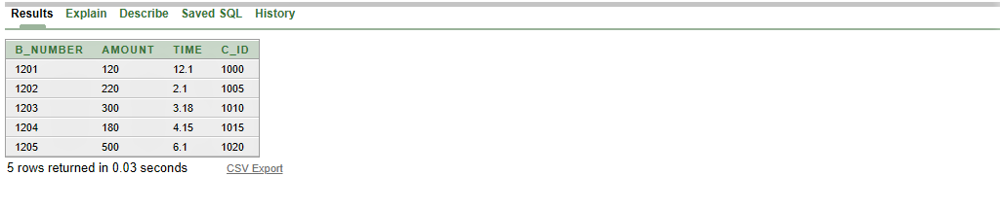 Results Explain Describe Saved SQL History
B_NUMBER AMOUNT TIME C_ID
1201 120 12.1 1000
1202 220 2.1 1005
1203 300 3.18 1010
1204 180 4.15 1015
1205 500 6.1 1020
5 rows returned in 0.03 seconds CSV Export